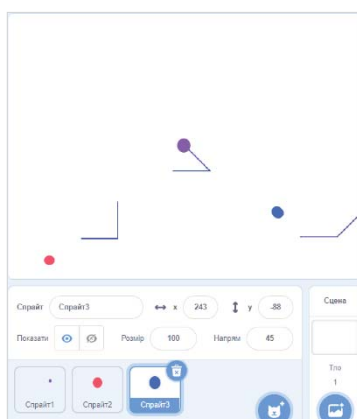 Спрайт Спрайт3 x 243 y -88 Сцена
Показати Розмір 100 Напрям 45
Тло
1
Спрайт1 Спрайт2 Спрайт3